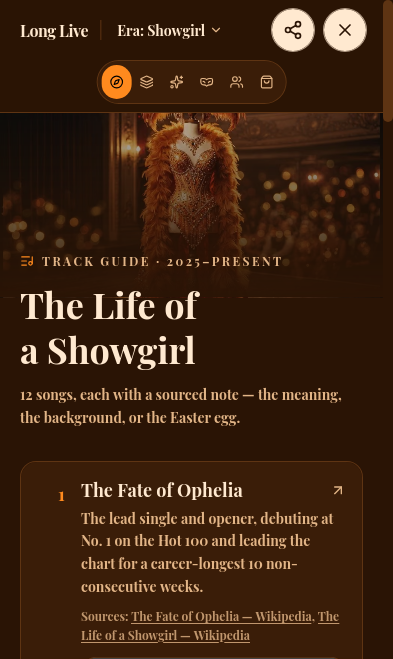 Long Live
Era: Showgirl
TRACK GUIDE · 2025–PRESENT
The Life of
a Showgirl
12 songs, each with a sourced note — the meaning,
the background, or the Easter egg.
1
The Fate of Ophelia
The lead single and opener, debuting at
No. 1 on the Hot 100 and leading the
chart for a career-longest 10 non-
consecutive weeks.
Sources: The Fate of Ophelia — Wikipedia, The
Life of a Showgirl — Wikipedia